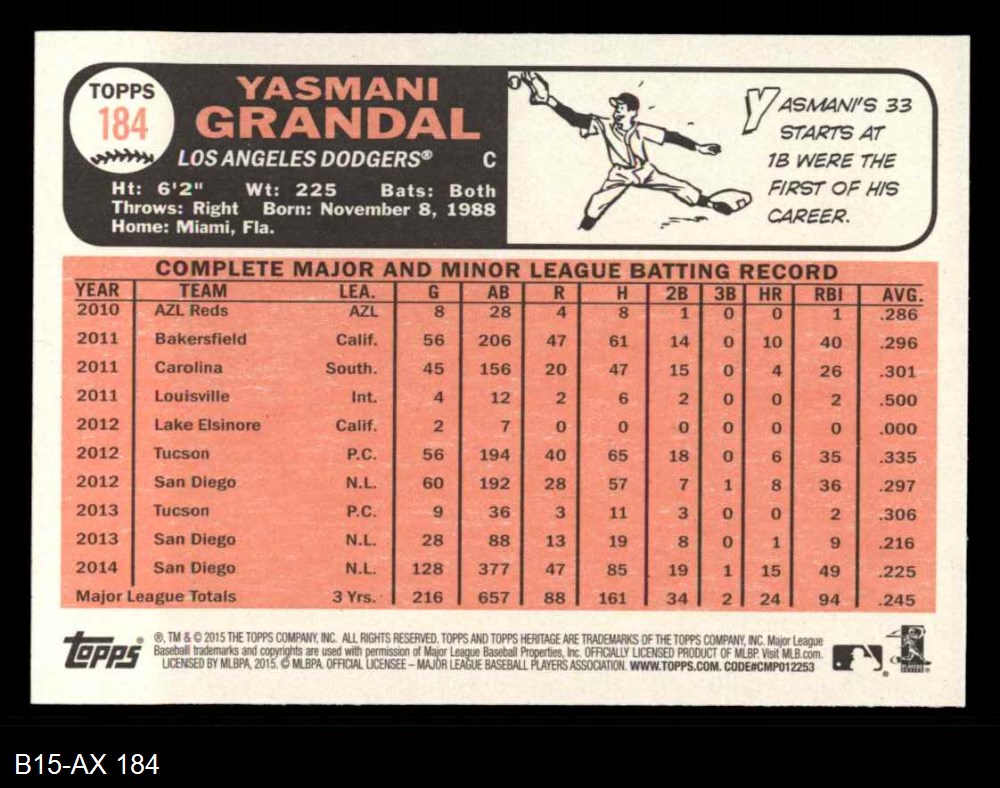 TOPPS
184
YASMANI
GRANDAL
LOS ANGELES DODGERS® C
Ht: 6'2" Wt: 225 Bats: Both
Throws: Right Born: November 8, 1988
Home: Miami, Fla.
YASMANI'S 33
STARTS AT
1B WERE THE
FIRST OF HIS
CAREER.
COMPLETE MAJOR AND MINOR LEAGUE BATTING RECORD
YEAR TEAM LEA. G AB R H 2B 3B HR RBI AVG.
2010 AZL Reds AZL 8 28 4 8 1 0 0 1 .286
2011 Bakersfield Calif. 56 206 47 61 14 0 10 40 .296
2011 Carolina South. 45 156 20 47 15 0 4 26 .301
2011 Louisville Int. 4 12 2 6 2 0 0 2 .500
2012 Lake Elsinore Calif. 2 7 0 0 0 0 0 0 .000
2012 Tucson P.C. 56 194 40 65 18 0 6 35 .335
2012 San Diego N.L. 60 192 28 57 7 1 8 36 .297
2013 Tucson P.C. 9 36 3 11 3 0 0 2 .306
2013 San Diego N.L. 28 88 13 19 8 0 1 9 .216
2014 San Diego N.L. 128 377 47 85 19 1 15 49 .225
Major League Totals 3 Yrs. 216 657 88 161 34 2 24 94 .245
Topps®
®, TM & © 2015 THE TOPPS COMPANY, INC. ALL RIGHTS RESERVED. TOPPS AND TOPPS HERITAGE ARE TRADEMARKS OF THE TOPPS COMPANY, INC. Major League
Baseball trademarks and copyrights are used with permission of Major League Baseball Properties, Inc. OFFICIALLY LICENSED PRODUCT OF MLBP. Visit MLB.com.
LICENSED BY MLBPA, 2015. © MLBPA. OFFICIAL LICENSEE – MAJOR LEAGUE BASEBALL PLAYERS ASSOCIATION. WWW.TOPPS.COM. CODE#CMP012253
B15-AX 184